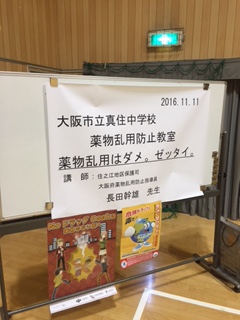 2016.11.11
大阪市立真住中学校
薬物乱用防止教室
薬物乱用はダメ。ゼッタイ。
講師：住之江地区保護司
大阪府薬物乱用防止指導員
長田幹雄 先生